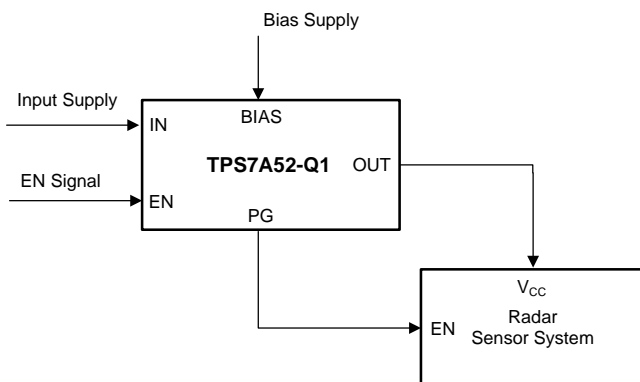 Bias Supply
Input Supply
IN
BIAS
TPS7A52-Q1
OUT
EN Signal
EN
PG
VCC
EN
Radar
Sensor System